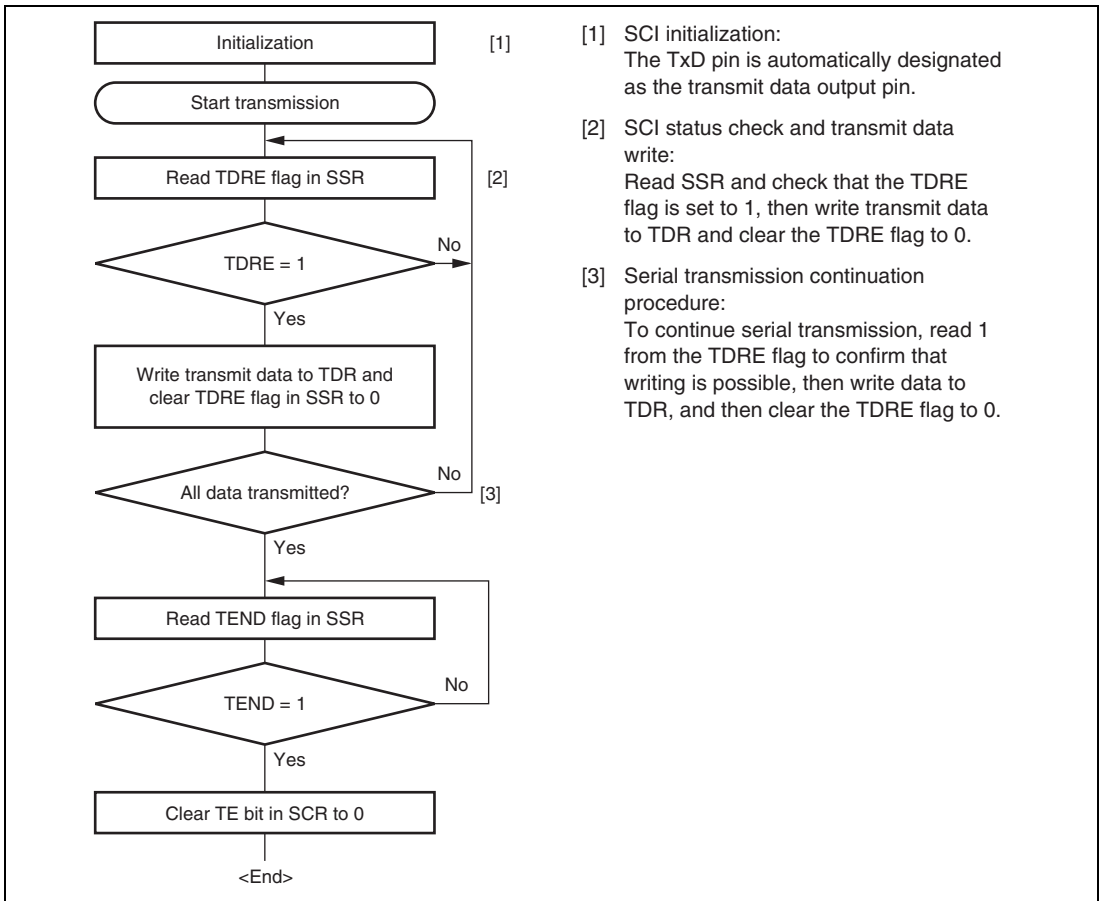 Initialization
[1]
Start transmission
Read TDRE flag in SSR
[2]
TDRE = 1
No
Yes
Write transmit data to TDR and
clear TDRE flag in SSR to 0
All data transmitted?
No
[3]
Yes
Read TEND flag in SSR
TEND = 1
No
Yes
Clear TE bit in SCR to 0
<End>
[1] SCI initialization:
The TxD pin is automatically designated
as the transmit data output pin.
[2] SCI status check and transmit data
write:
Read SSR and check that the TDRE
flag is set to 1, then write transmit data
to TDR and clear the TDRE flag to 0.
[3] Serial transmission continuation
procedure:
To continue serial transmission, read 1
from the TDRE flag to confirm that
writing is possible, then write data to
TDR, and then clear the TDRE flag to 0.